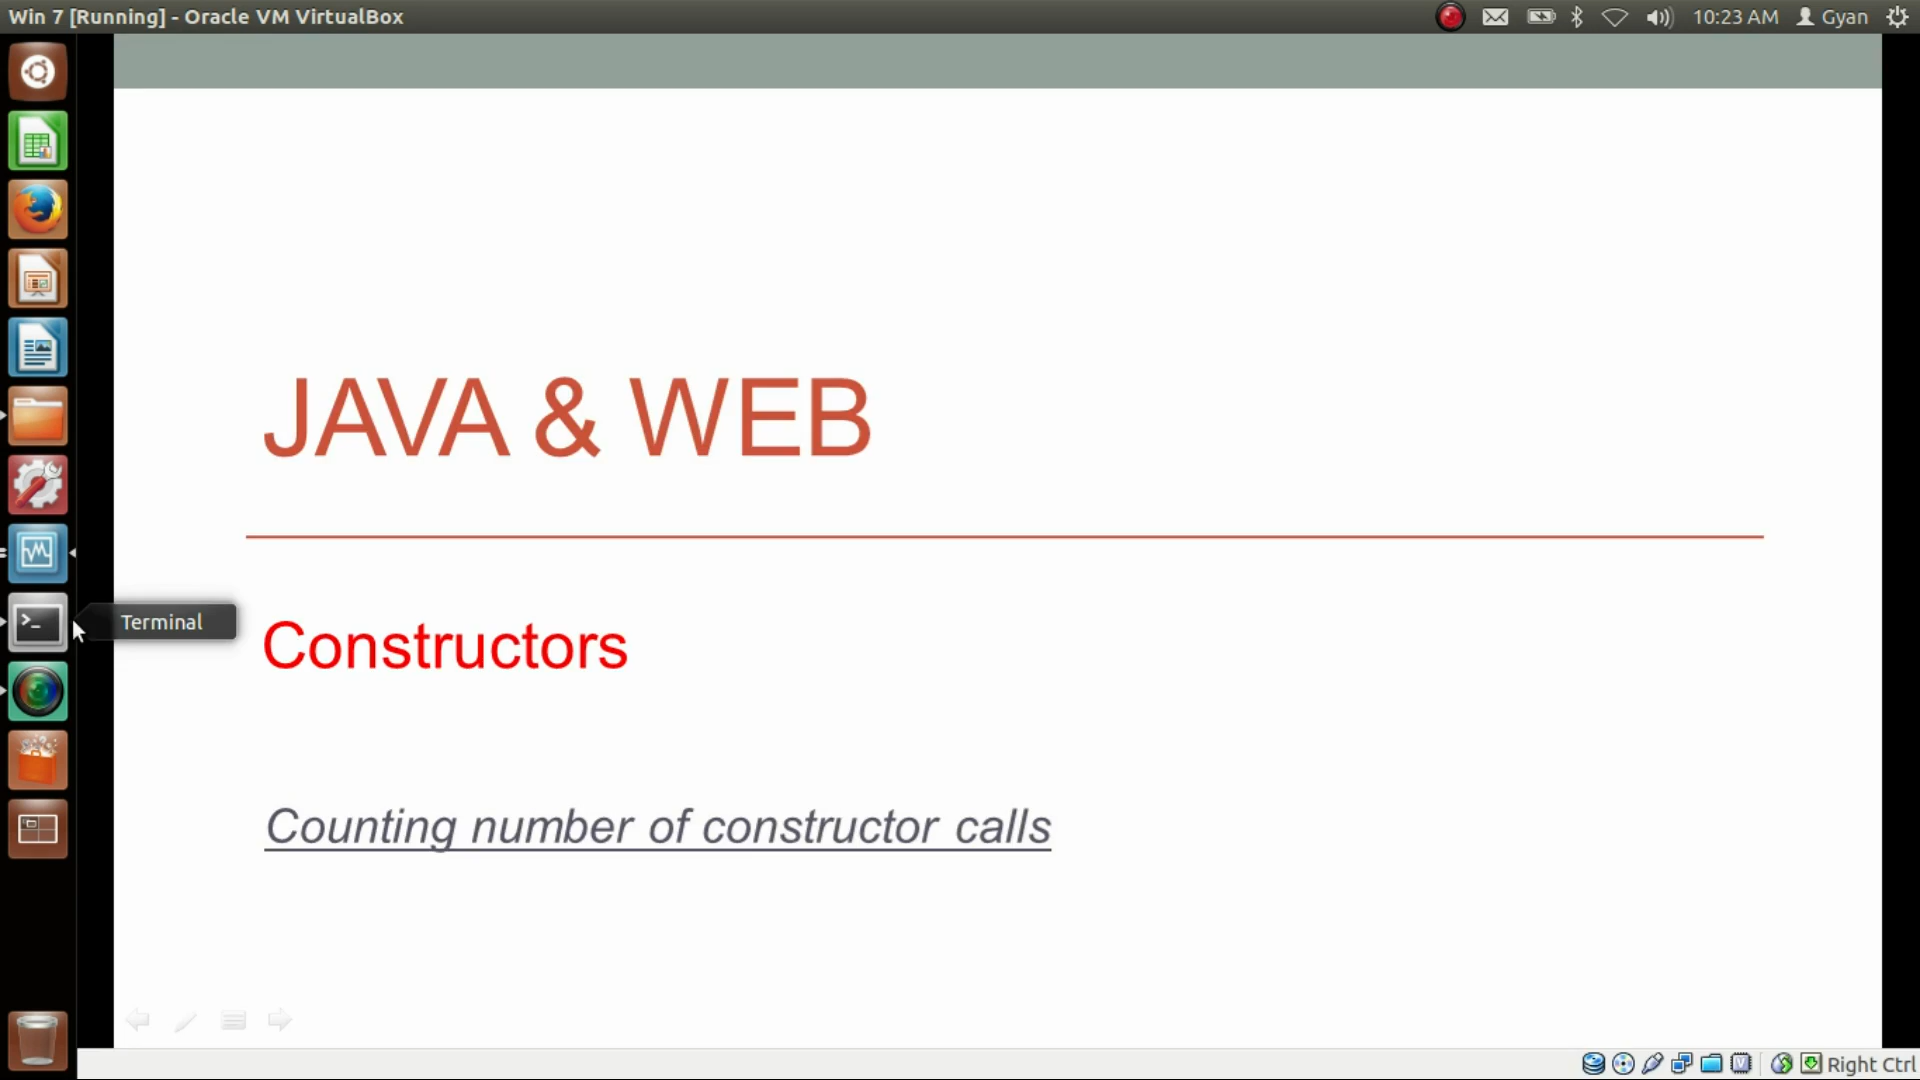 Win 7 [Running] - Oracle VM VirtualBox
10:23 AM Gyan
JAVA & WEB
Terminal
Constructors
Counting number of constructor calls
Right Ctrl